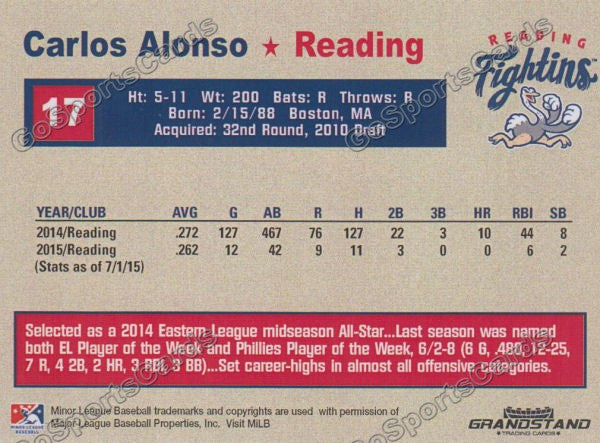 Carlos Alonso ★ Reading
READING
Fightins™
17
Ht: 5-11 Wt: 200 Bats: R Throws: R
Born: 2/15/88 Boston, MA
Acquired: 32nd Round, 2010 Draft
YEAR/CLUB AVG G AB R H 2B 3B HR RBI SB
2014/Reading .272 127 467 76 127 22 3 10 44 8
2015/Reading .262 12 42 9 11 3 0 0 6 2
(Stats as of 7/1/15)
Selected as a 2014 Eastern League midseason All-Star...Last season was named
both EL Player of the Week and Phillies Player of the Week, 6/2-8 (6 G, .480, 12-25,
7 R, 4 2B, 2 HR, 3 RBI, 3 BB)...Set career-highs in almost all offensive categories.
MINOR LEAGUE
BASEBALL
Minor League Baseball trademarks and copyrights are used with permission of
Major League Baseball Properties, Inc. Visit MiLB
GRANDSTAND
TRADING CARDS
GoSportsCards